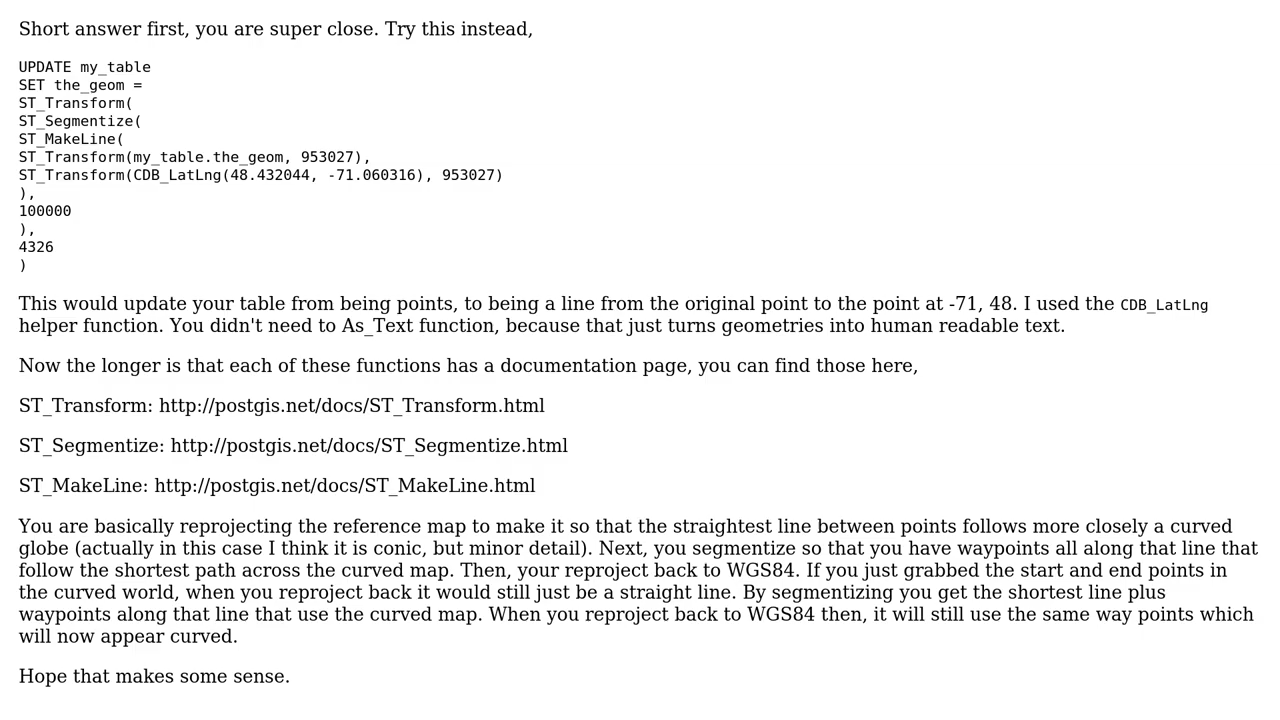 Short answer first, you are super close. Try this instead,
UPDATE my_table
SET the_geom =
ST_Transform(
ST_Segmentize(
ST_MakeLine(
ST_Transform(my_table.the_geom, 953027),
ST_Transform(CDB_LatLng(48.432044, -71.060316), 953027)
),
100000
),
4326
)
This would update your table from being points, to being a line from the original point to the point at -71, 48. I used the CDB_LatLng
helper function. You didn't need to As_Text function, because that just turns geometries into human readable text.
Now the longer is that each of these functions has a documentation page, you can find those here,
ST_Transform: http://postgis.net/docs/ST_Transform.html
ST_Segmentize: http://postgis.net/docs/ST_Segmentize.html
ST_MakeLine: http://postgis.net/docs/ST_MakeLine.html
You are basically reprojecting the reference map to make it so that the straightest line between points follows more closely a curved
globe (actually in this case I think it is conic, but minor detail). Next, you segmentize so that you have waypoints all along that line that
follow the shortest path across the curved map. Then, your reproject back to WGS84. If you just grabbed the start and end points in
the curved world, when you reproject back it would still just be a straight line. By segmentizing you get the shortest line plus
waypoints along that line that use the curved map. When you reproject back to WGS84 then, it will still use the same way points which
will now appear curved.
Hope that makes some sense.